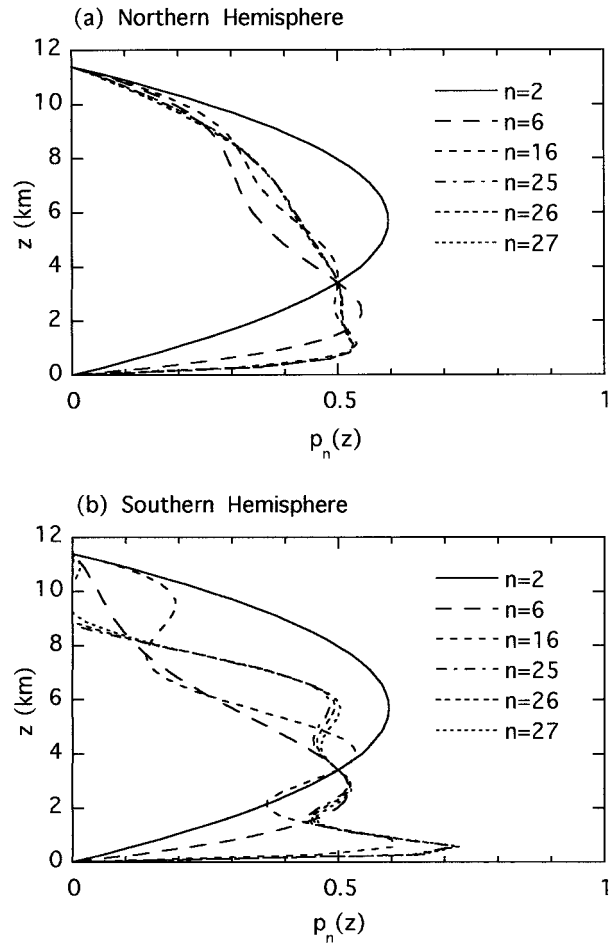 (a) Northern Hemisphere
12
10
8
6
4
2
0
z (km)
n=2
n=6
n=16
n=25
n=26
n=27
0
0.5
1
p_n(z)
(b) Southern Hemisphere
12
10
8
6
4
2
0
z (km)
n=2
n=6
n=16
n=25
n=26
n=27
0
0.5
1
p_n(z)